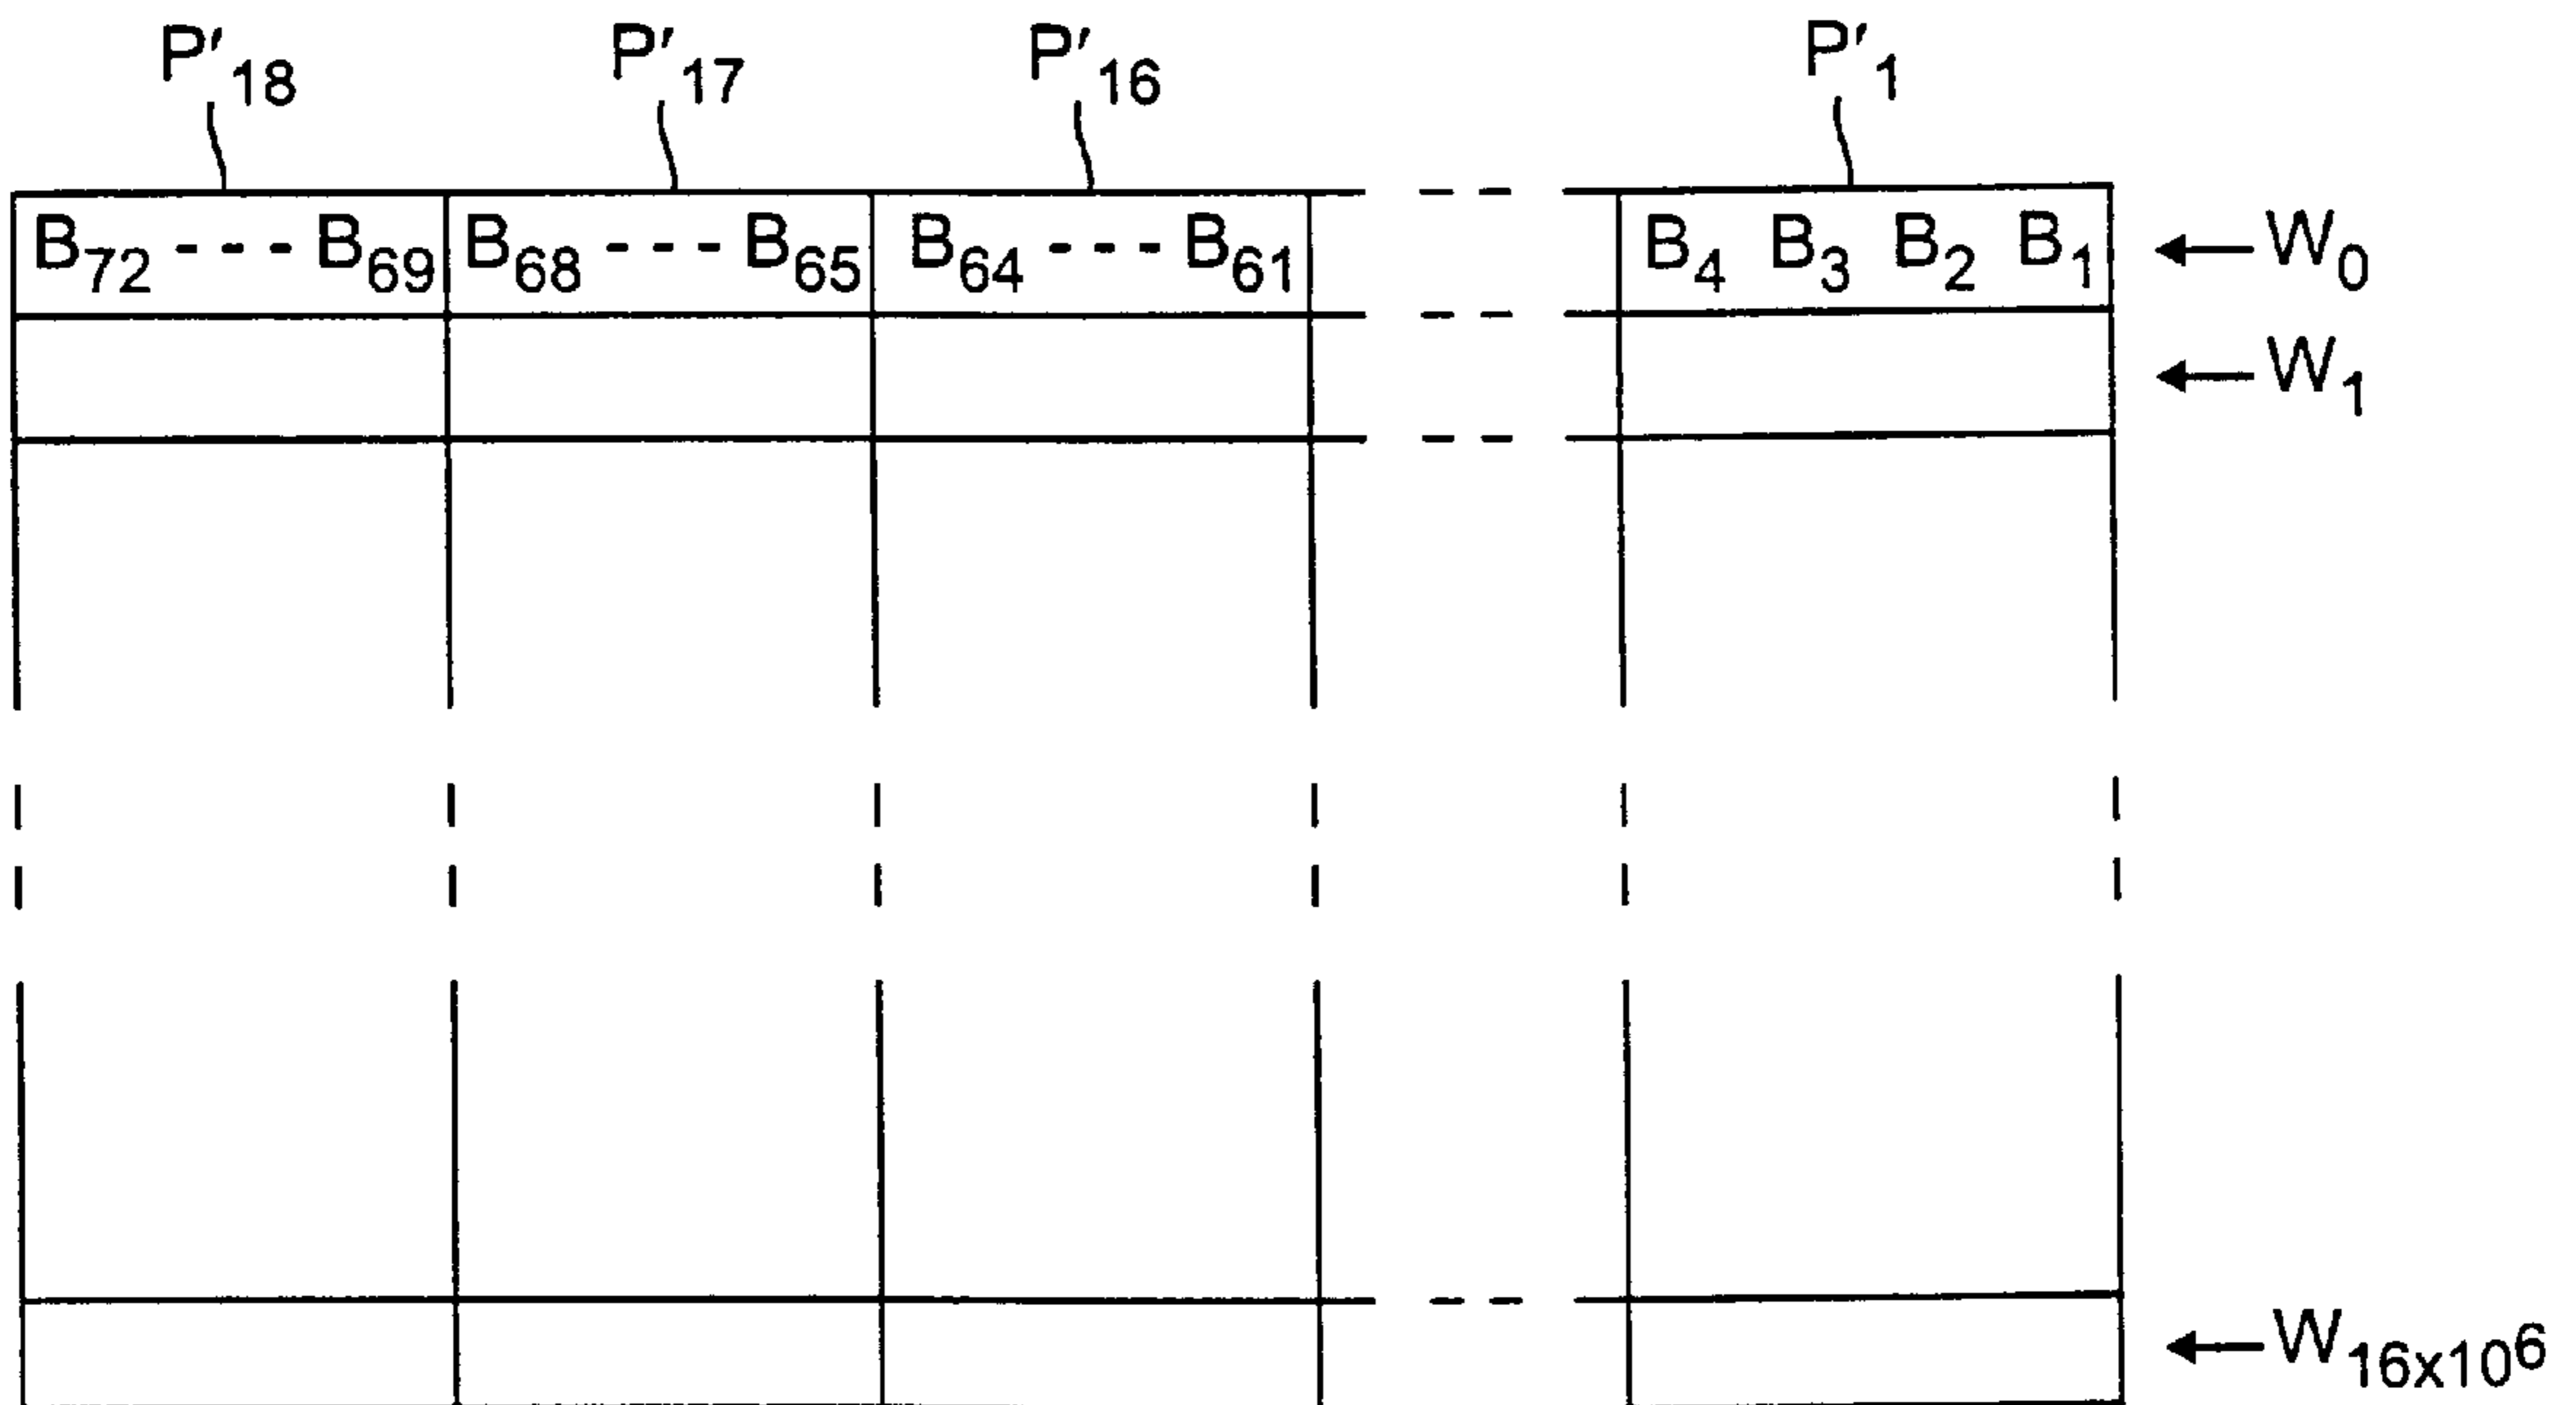 P′18 P′17 P′16 P′1
B72 --- B69 B68 --- B65 B64 --- B61 B4 B3 B2 B1 W0
W1
W16x10^6